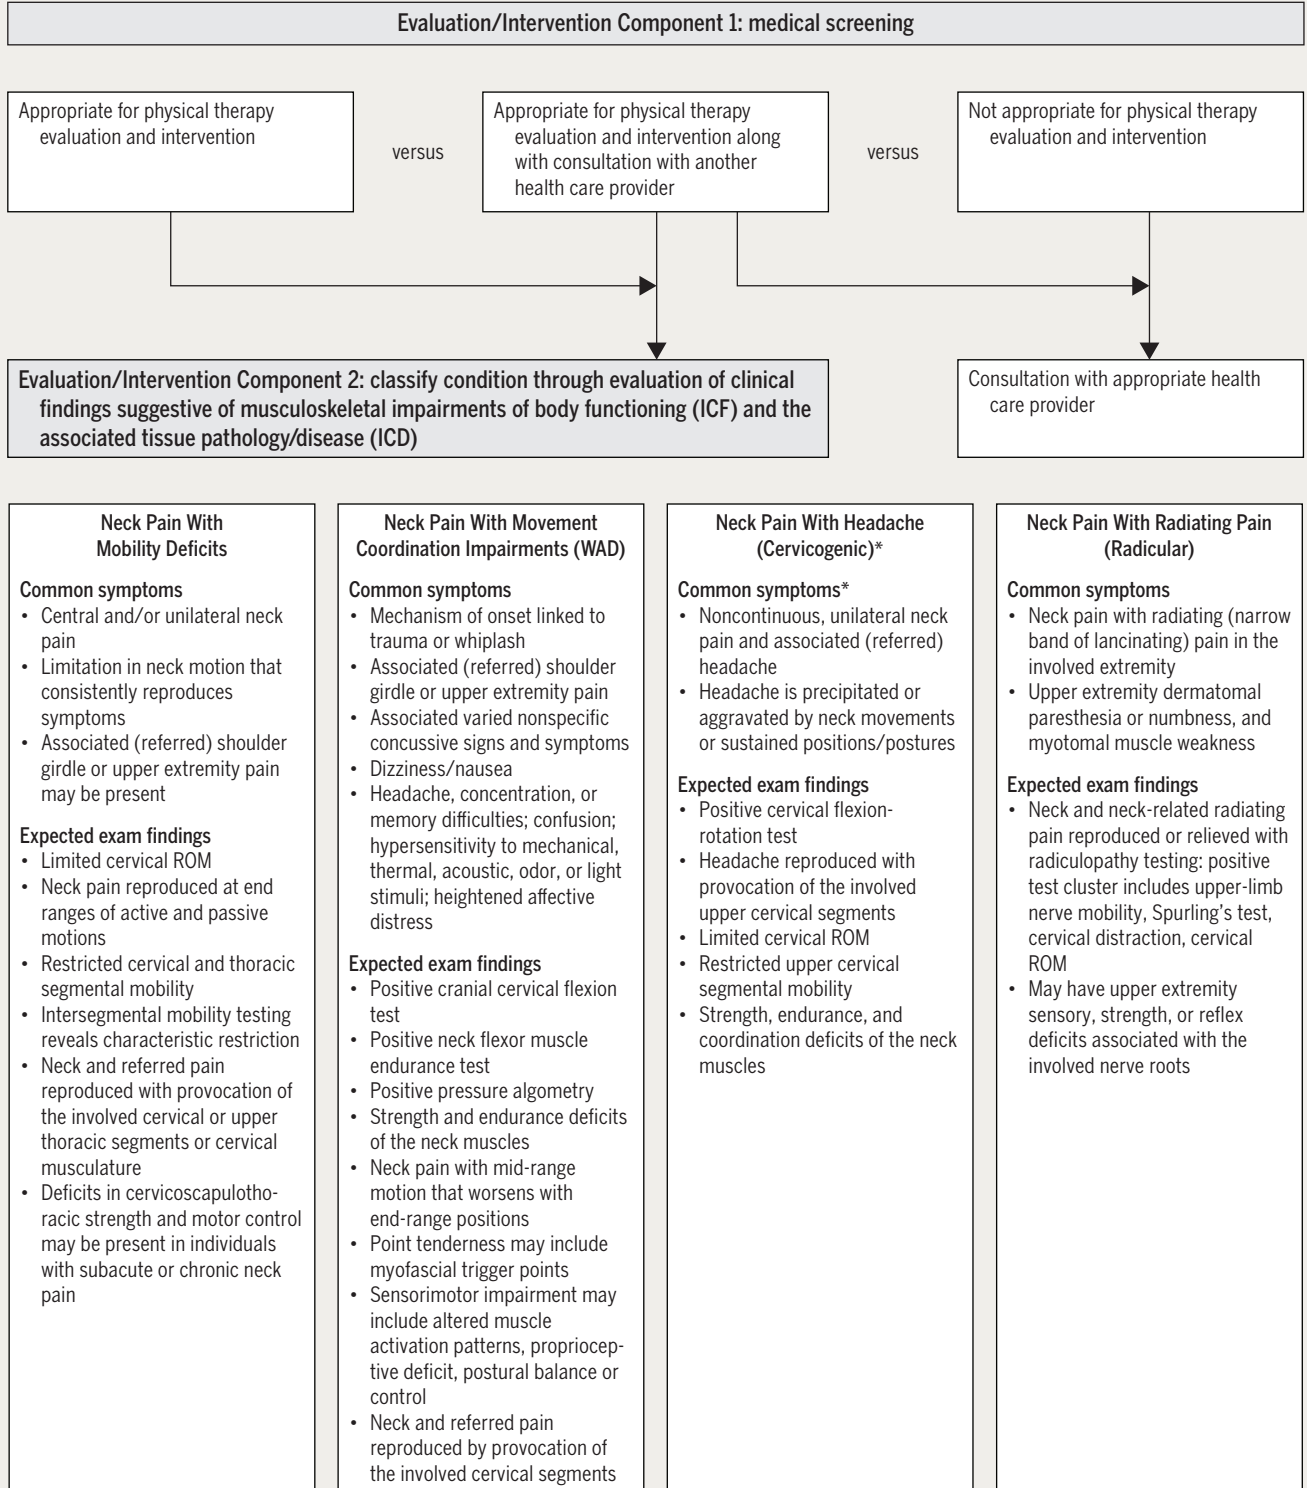 Evaluation/Intervention Component 1: medical screening
Appropriate for physical therapy
evaluation and intervention
versus
Appropriate for physical therapy
evaluation and intervention along
with consultation with another
health care provider
versus
Not appropriate for physical therapy
evaluation and intervention
Evaluation/Intervention Component 2: classify condition through evaluation of clinical
findings suggestive of musculoskeletal impairments of body functioning (ICF) and the
associated tissue pathology/disease (ICD)
Consultation with appropriate health
care provider
Neck Pain With
Mobility Deficits
Common symptoms
• Central and/or unilateral neck
pain
• Limitation in neck motion that
consistently reproduces
symptoms
• Associated (referred) shoulder
girdle or upper extremity pain
may be present
Expected exam findings
• Limited cervical ROM
• Neck pain reproduced at end
ranges of active and passive
motions
• Restricted cervical and thoracic
segmental mobility
• Intersegmental mobility testing
reveals characteristic restriction
• Neck and referred pain
reproduced with provocation of
the involved cervical or upper
thoracic segments or cervical
musculature
• Deficits in cervicoscapulotho-
racic strength and motor control
may be present in individuals
with subacute or chronic neck
pain
Neck Pain With Movement
Coordination Impairments (WAD)
Common symptoms
• Mechanism of onset linked to
trauma or whiplash
• Associated (referred) shoulder
girdle or upper extremity pain
• Associated varied nonspecific
concussive signs and symptoms
• Dizziness/nausea
• Headache, concentration, or
memory difficulties; confusion;
hypersensitivity to mechanical,
thermal, acoustic, odor, or light
stimuli; heightened affective
distress
Expected exam findings
• Positive cranial cervical flexion
test
• Positive neck flexor muscle
endurance test
• Positive pressure algometry
• Strength and endurance deficits
of the neck muscles
• Neck pain with mid-range
motion that worsens with
end-range positions
• Point tenderness may include
myofascial trigger points
• Sensorimotor impairment may
include altered muscle
activation patterns, propriocep-
tive deficit, postural balance or
control
• Neck and referred pain
reproduced by provocation of
the involved cervical segments
Neck Pain With Headache
(Cervicogenic)*
Common symptoms*
• Noncontinuous, unilateral neck
pain and associated (referred)
headache
• Headache is precipitated or
aggravated by neck movements
or sustained positions/postures
Expected exam findings
• Positive cervical flexion-
rotation test
• Headache reproduced with
provocation of the involved
upper cervical segments
• Limited cervical ROM
• Restricted upper cervical
segmental mobility
• Strength, endurance, and
coordination deficits of the neck
muscles
Neck Pain With Radiating Pain
(Radicular)
Common symptoms
• Neck pain with radiating (narrow
band of lancinating) pain in the
involved extremity
• Upper extremity dermatomal
paresthesia or numbness, and
myotomal muscle weakness
Expected exam findings
• Neck and neck-related radiating
pain reproduced or relieved with
radiculopathy testing: positive
test cluster includes upper-limb
nerve mobility, Spurling's test,
cervical distraction, cervical
ROM
• May have upper extremity
sensory, strength, or reflex
deficits associated with the
involved nerve roots